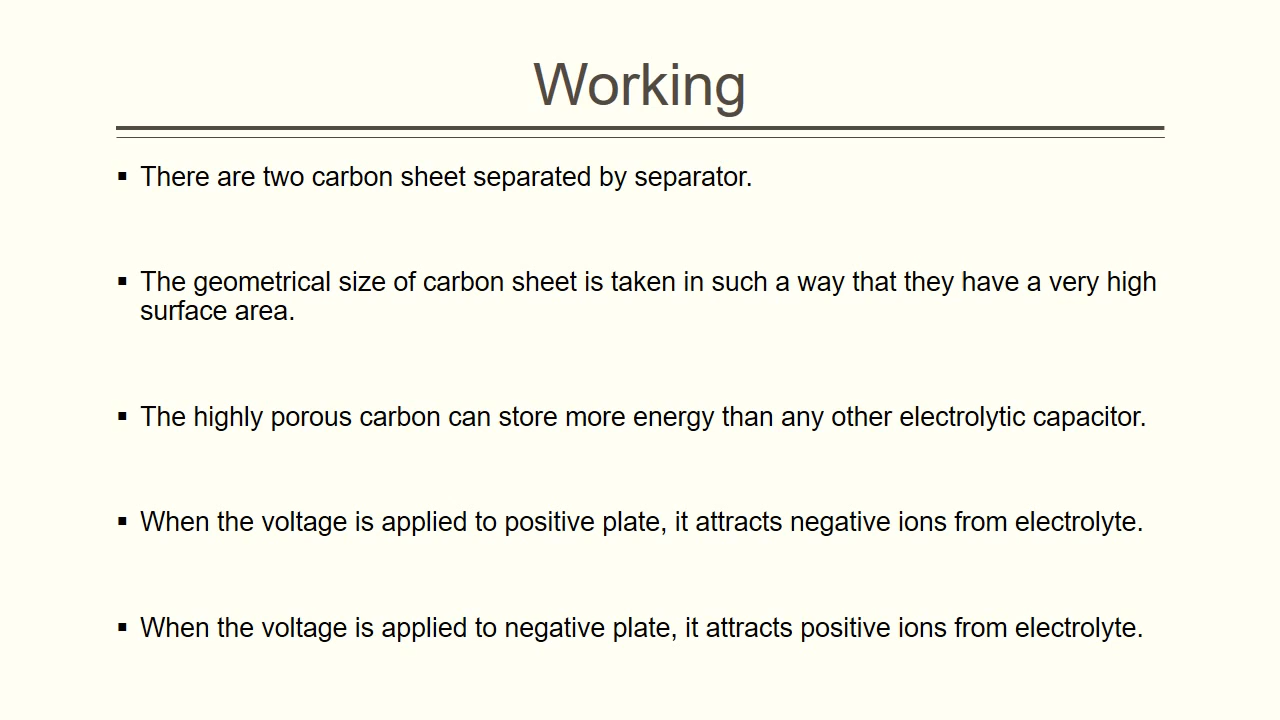 Working
▪ There are two carbon sheet separated by separator.
▪ The geometrical size of carbon sheet is taken in such a way that they have a very high
surface area.
▪ The highly porous carbon can store more energy than any other electrolytic capacitor.
▪ When the voltage is applied to positive plate, it attracts negative ions from electrolyte.
▪ When the voltage is applied to negative plate, it attracts positive ions from electrolyte.